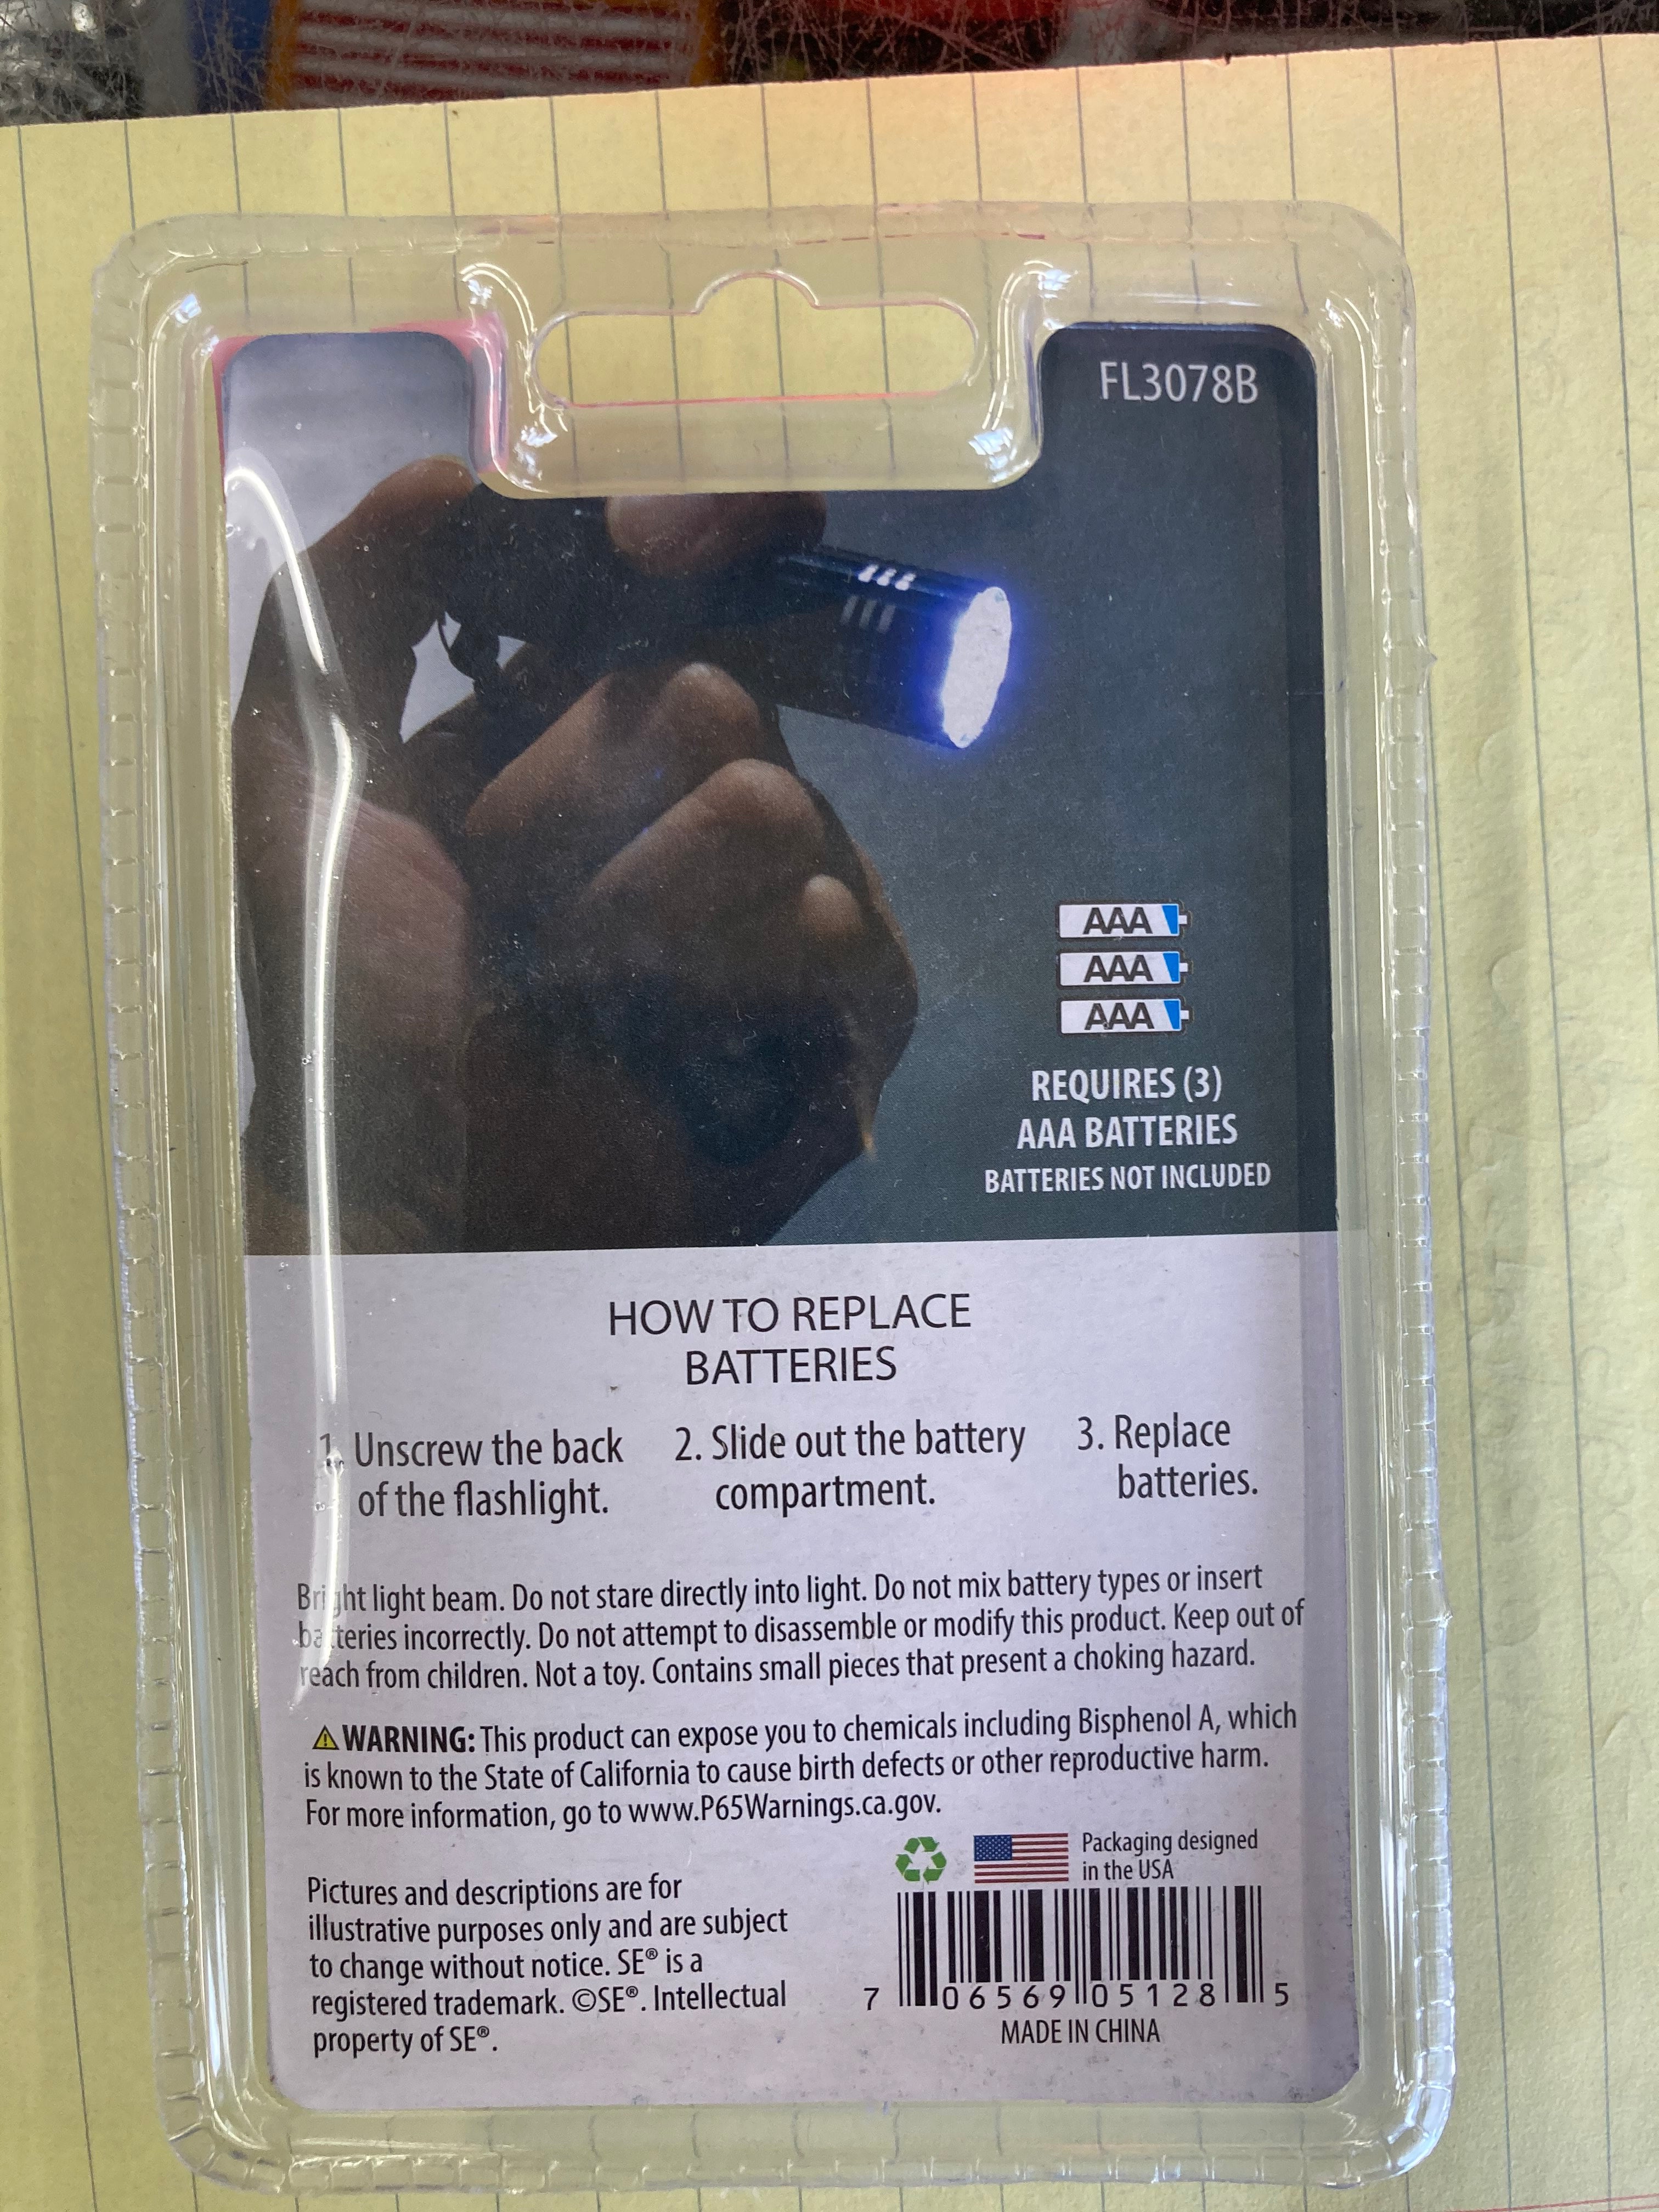 FL3078B
AAA
AAA
AAA
REQUIRES (3)
AAA BATTERIES
BATTERIES NOT INCLUDED
HOW TO REPLACE
BATTERIES
1. Unscrew the back
of the flashlight.
2. Slide out the battery
compartment.
3. Replace
batteries.
Bright light beam. Do not stare directly into light. Do not mix battery types or insert
batteries incorrectly. Do not attempt to disassemble or modify this product. Keep out of
reach from children. Not a toy. Contains small pieces that present a choking hazard.
⚠WARNING: This product can expose you to chemicals including Bisphenol A, which
is known to the State of California to cause birth defects or other reproductive harm.
For more information, go to www.P65Warnings.ca.gov.
Packaging designed
in the USA
Pictures and descriptions are for
illustrative purposes only and are subject
to change without notice. SE® is a
registered trademark. ©SE®. Intellectual
property of SE®.
7 06569 05128 5
MADE IN CHINA